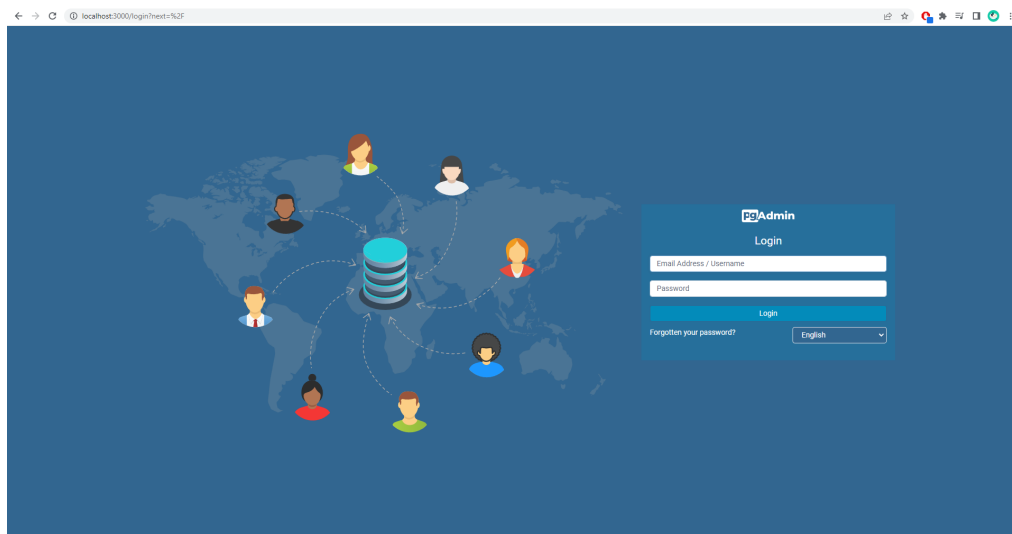 localhost:3000/login?next=%2F
pgAdmin
Login
Email Address / Username
Password
Login
Forgotten your password?
English